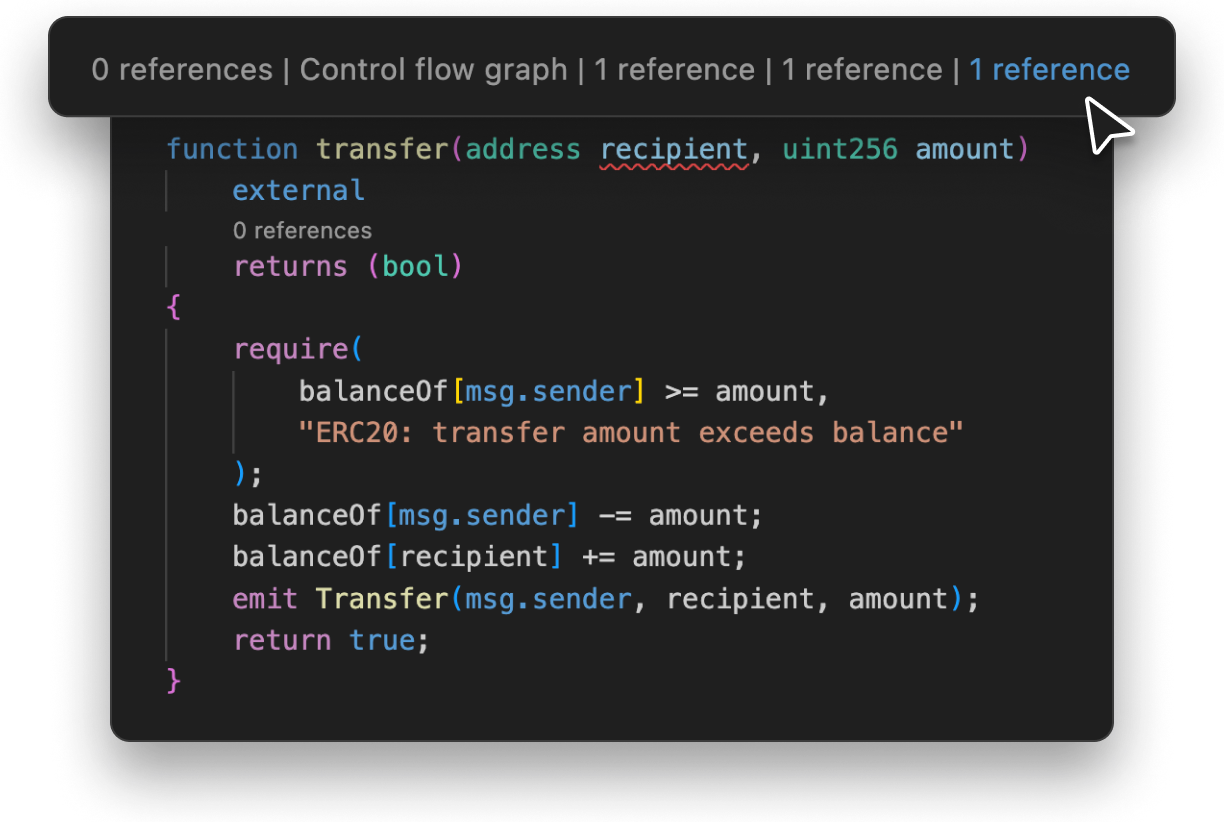 0 references | Control flow graph | 1 reference | 1 reference | 1 reference
function transfer(address recipient, uint256 amount)
external
0 references
returns (bool)
{
require(
balanceOf[msg.sender] >= amount,
"ERC20: transfer amount exceeds balance"
);
balanceOf[msg.sender] -= amount;
balanceOf[recipient] += amount;
emit Transfer(msg.sender, recipient, amount);
return true;
}